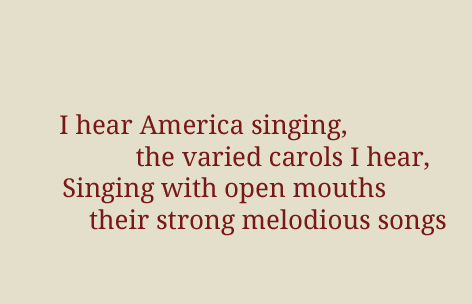 I hear America singing,
the varied carols I hear,
Singing with open mouths
their strong melodious songs